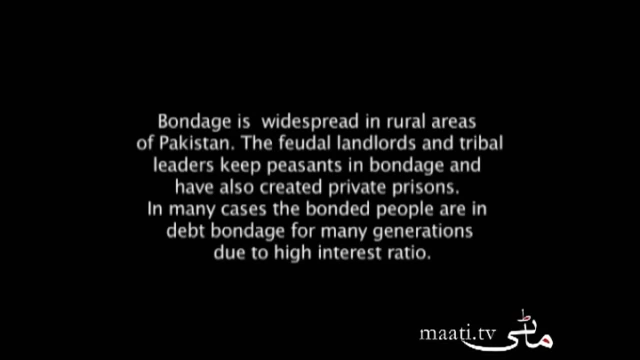 Bondage is  widespread in rural areas
of Pakistan. The feudal landlords and tribal
leaders keep peasants in bondage and
have also created private prisons.
In many cases the bonded people are in
debt bondage for many generations
due to high interest ratio.
maati.tv ماٹی